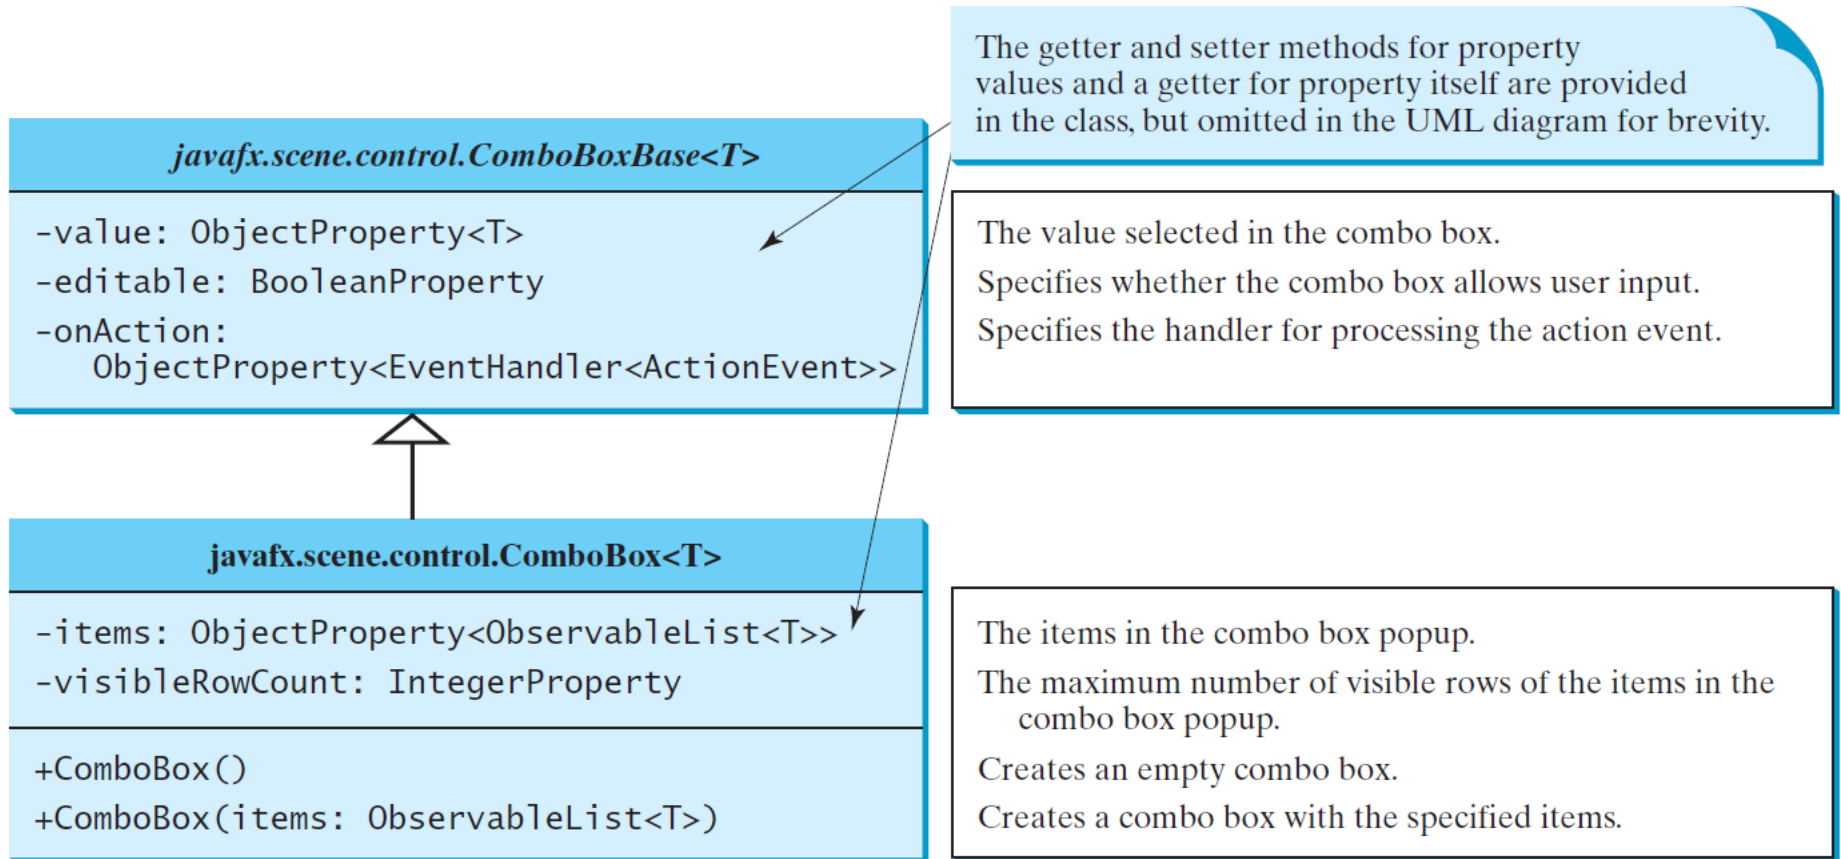 The getter and setter methods for property
values and a getter for property itself are provided
in the class, but omitted in the UML diagram for brevity.
javafx.scene.control.ComboBoxBase<T>
-value: ObjectProperty<T>
-editable: BooleanProperty
-onAction:
ObjectProperty<EventHandler<ActionEvent>>
The value selected in the combo box.
Specifies whether the combo box allows user input.
Specifies the handler for processing the action event.
javafx.scene.control.ComboBox<T>
-items: ObjectProperty<ObservableList<T>>
-visibleRowCount: IntegerProperty
+ComboBox()
+ComboBox(items: ObservableList<T>)
The items in the combo box popup.
The maximum number of visible rows of the items in the
combo box popup.
Creates an empty combo box.
Creates a combo box with the specified items.